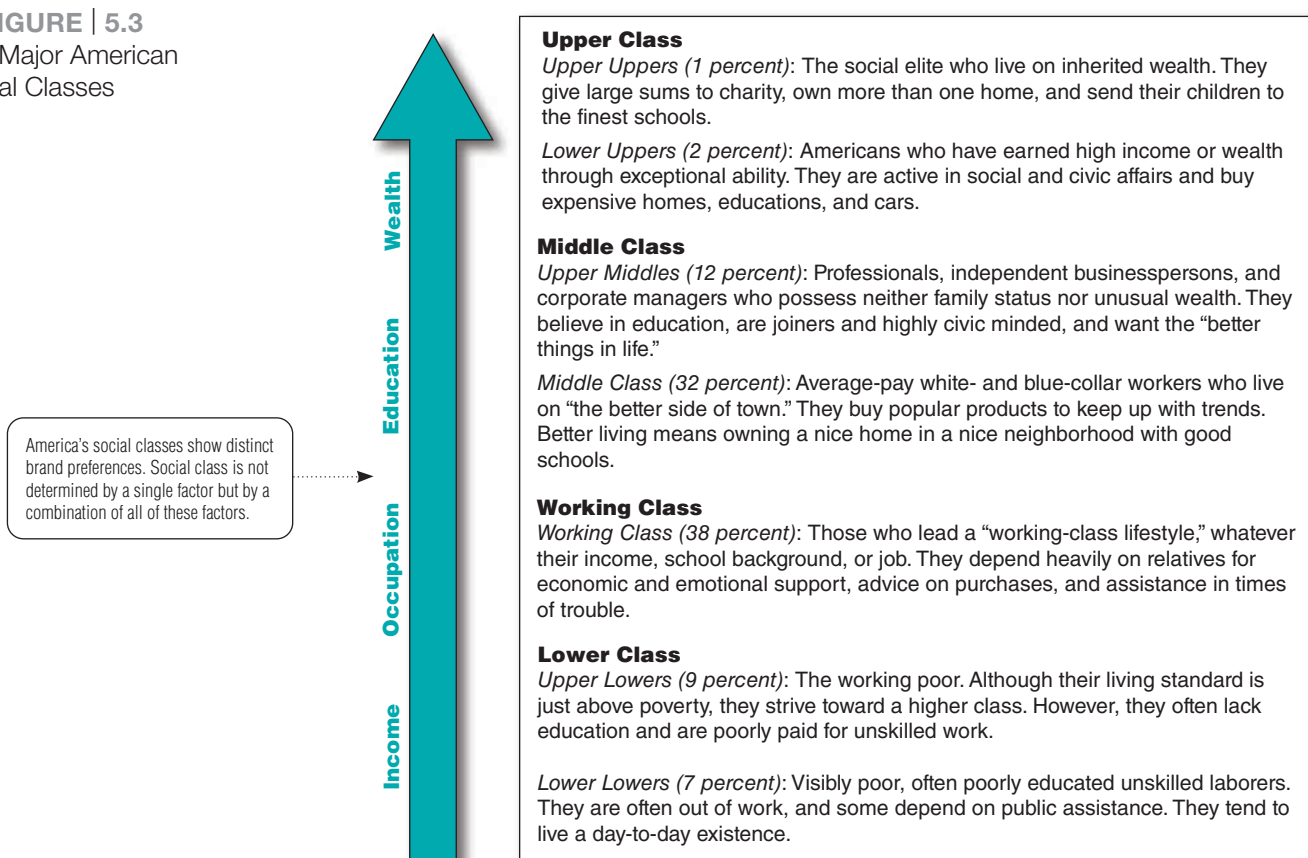 IGURE | 5.3
Major American
al Classes
Wealth
Education
Occupation
Income
America's social classes show distinct
brand preferences. Social class is not
determined by a single factor but by a
combination of all of these factors.
Upper Class
Upper Uppers (1 percent): The social elite who live on inherited wealth. They
give large sums to charity, own more than one home, and send their children to
the finest schools.
Lower Uppers (2 percent): Americans who have earned high income or wealth
through exceptional ability. They are active in social and civic affairs and buy
expensive homes, educations, and cars.
Middle Class
Upper Middles (12 percent): Professionals, independent businesspersons, and
corporate managers who possess neither family status nor unusual wealth. They
believe in education, are joiners and highly civic minded, and want the “better
things in life.”
Middle Class (32 percent): Average-pay white- and blue-collar workers who live
on “the better side of town.” They buy popular products to keep up with trends.
Better living means owning a nice home in a nice neighborhood with good
schools.
Working Class
Working Class (38 percent): Those who lead a “working-class lifestyle,” whatever
their income, school background, or job. They depend heavily on relatives for
economic and emotional support, advice on purchases, and assistance in times
of trouble.
Lower Class
Upper Lowers (9 percent): The working poor. Although their living standard is
just above poverty, they strive toward a higher class. However, they often lack
education and are poorly paid for unskilled work.
Lower Lowers (7 percent): Visibly poor, often poorly educated unskilled laborers.
They are often out of work, and some depend on public assistance. They tend to
live a day-to-day existence.